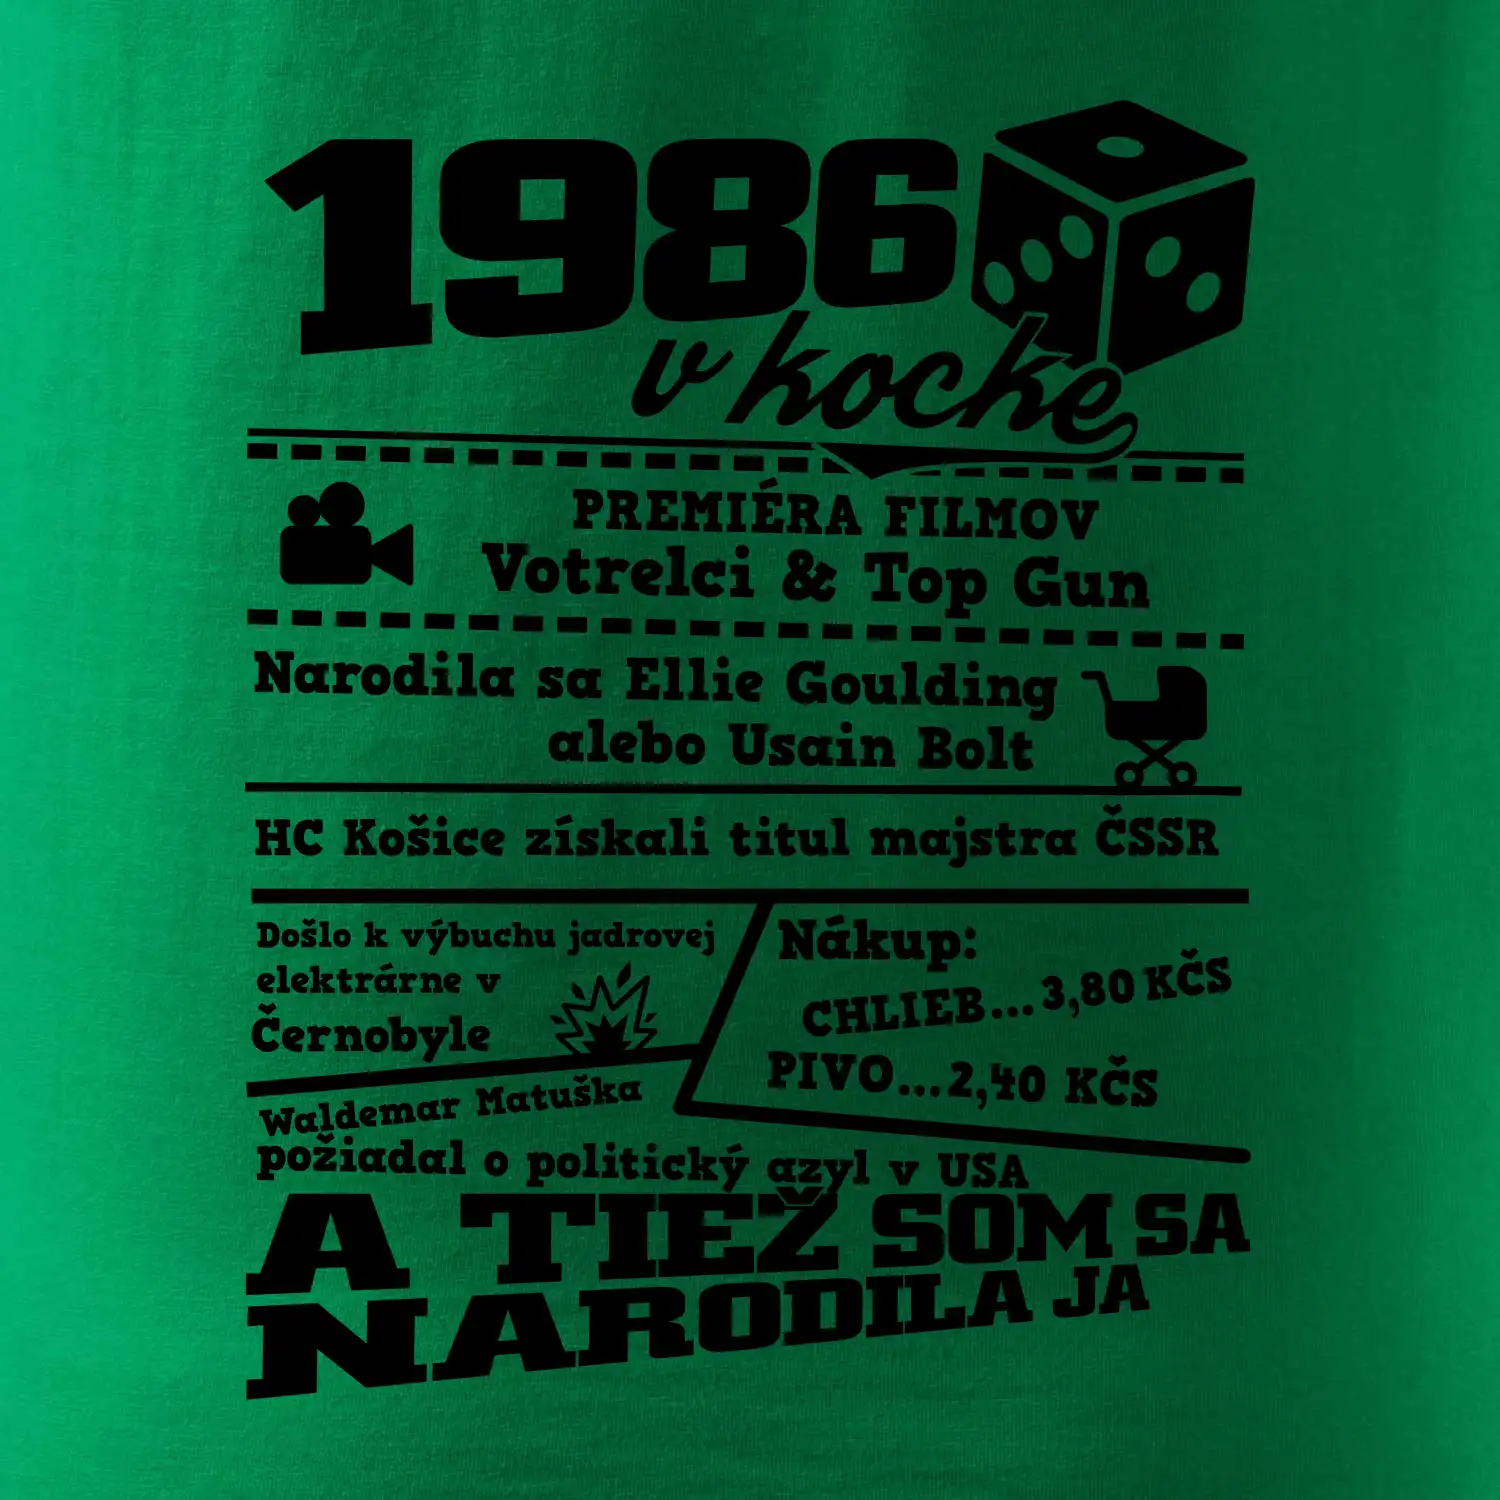 1986
v kocke
PREMIÉRA FILMOV
Votrelci & Top Gun
Narodila sa Ellie Goulding
alebo Usain Bolt
HC Košice získali titul majstra ČSSR
Došlo k výbuchu jadrovej
elektrárne v
Černobyle
Nákup:
CHLIEB...3,80 KČS
PIVO...2,40 KČS
Waldemar Matuška
požiadal o politický azyl v USA
A TIEŽ SOM SA
NARODILA JA